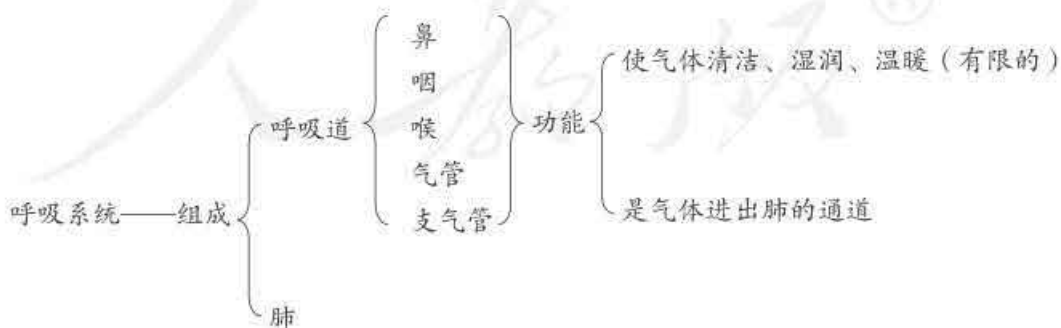 呼吸系统——组成
呼吸道
鼻
咽
喉
气管
支气管
功能
使气体清洁、湿润、温暖（有限的）
是气体进出肺的通道
肺